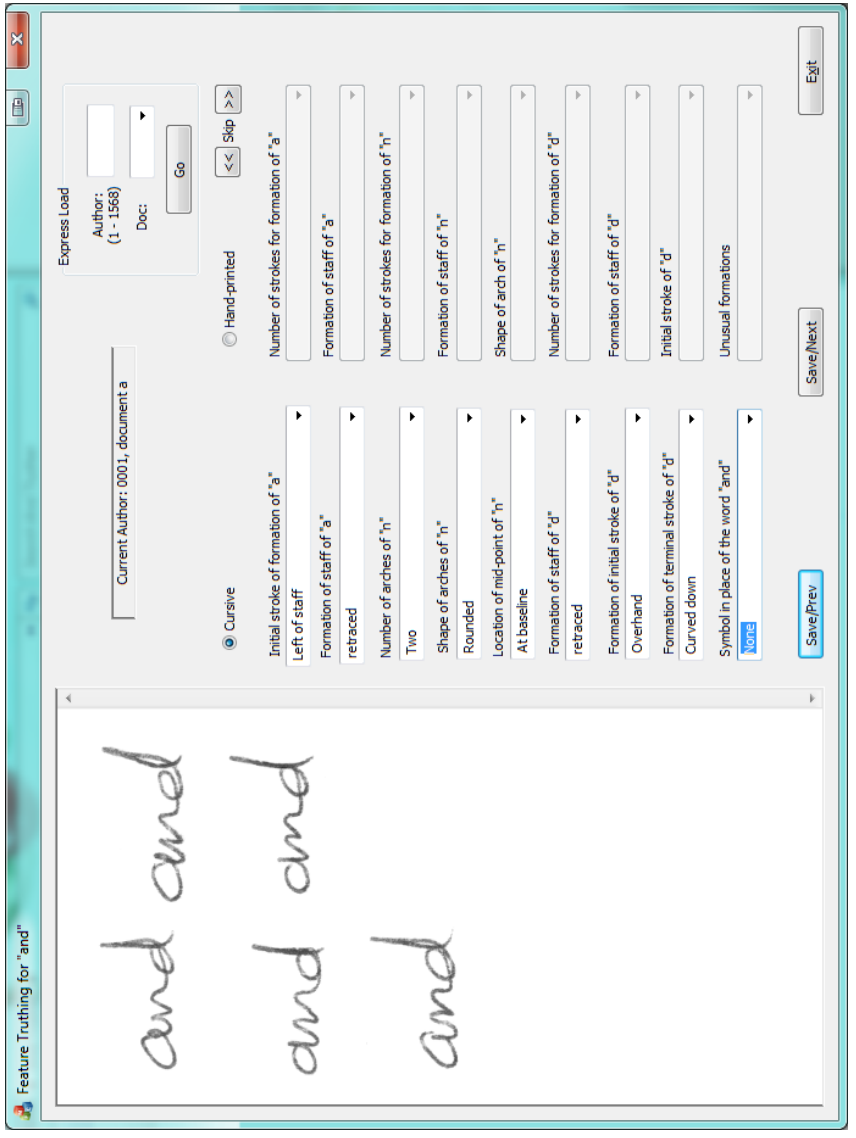 Feature Truthing for "and"
and and
and and
and
Current Author: 0001, document a
Express Load
Author:
(1 - 1568)
Doc:
Go
Cursive
Hand-printed
<< Skip >>
Initial stroke of formation of "a"
Left of staff
Formation of staff of "a"
retraced
Number of arches of "n"
Two
Shape of arches of "n"
Rounded
Location of mid-point of "n"
At baseline
Formation of staff of "d"
retraced
Formation of initial stroke of "d"
Overhand
Formation of terminal stroke of "d"
Curved down
Symbol in place of the word "and"
None
Number of strokes for formation of "a"
Formation of staff of "a"
Number of strokes for formation of "n"
Formation of staff of "n"
Shape of arch of "n"
Number of strokes for formation of "d"
Formation of staff of "d"
Initial stroke of "d"
Unusual formations
Save/Prev
Save/Next
Exit